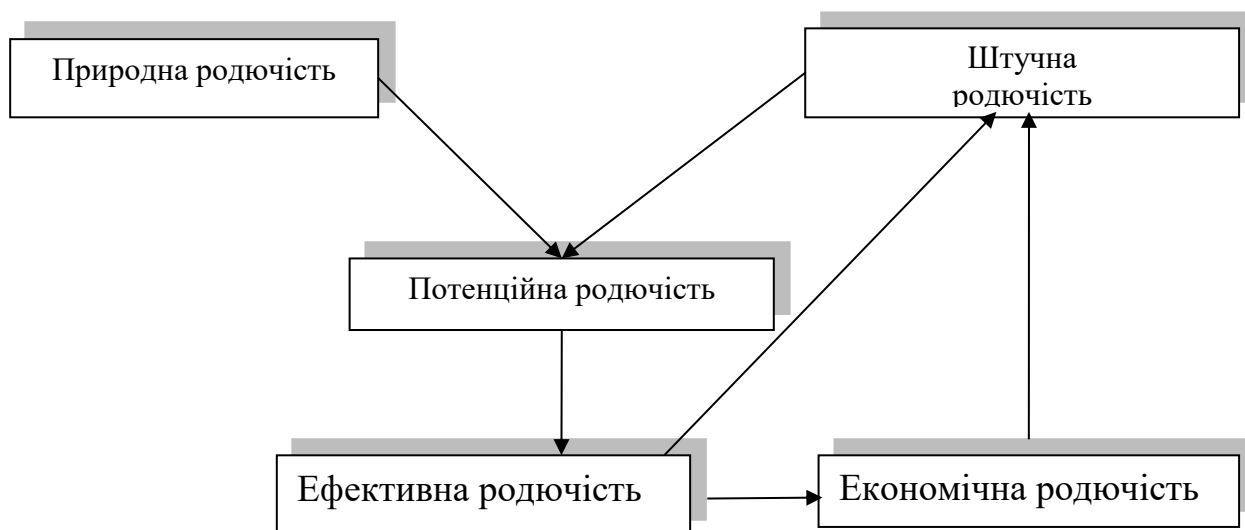 Природна родючість
Штучна
родючість
Потенційна родючість
Ефективна родючість
Економічна родючість